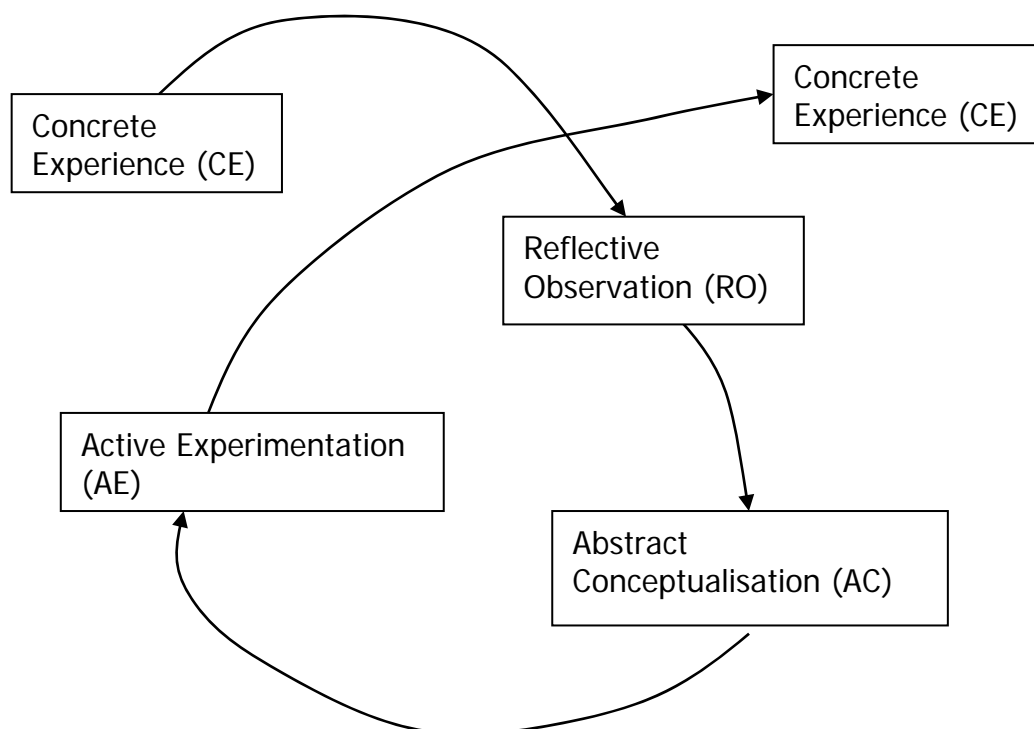 Concrete
Experience (CE)
Concrete
Experience (CE)
Reflective
Observation (RO)
Active Experimentation
(AE)
Abstract
Conceptualisation (AC)